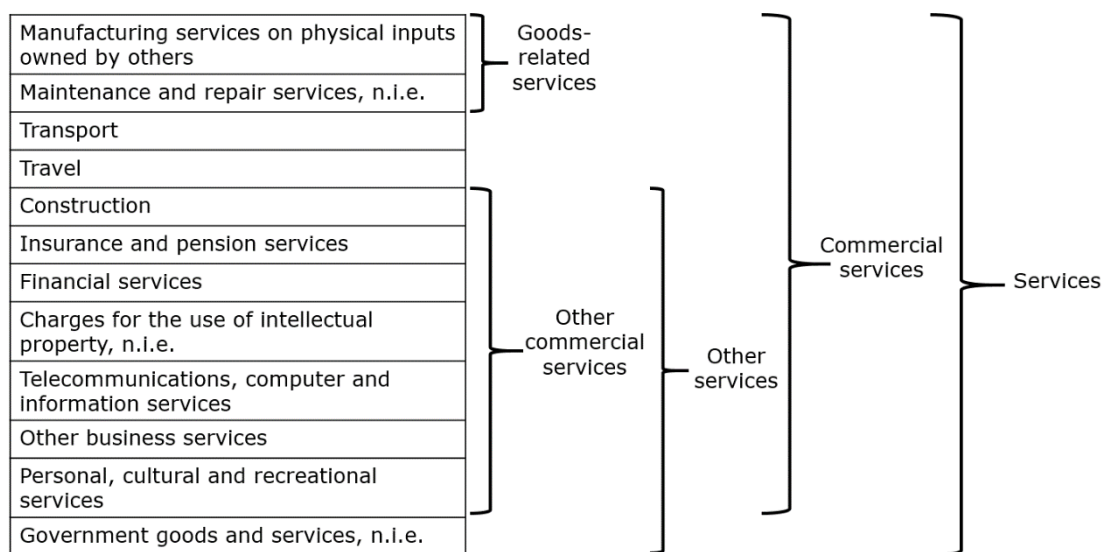 Manufacturing services on physical inputs
owned by others
Maintenance and repair services, n.i.e.
Transport
Travel
Construction
Insurance and pension services
Financial services
Charges for the use of intellectual
property, n.i.e.
Telecommunications, computer and
information services
Other business services
Personal, cultural and recreational
services
Government goods and services, n.i.e.
Goods-
related
services
Other
commercial
services
Other
services
Commercial
services
Services